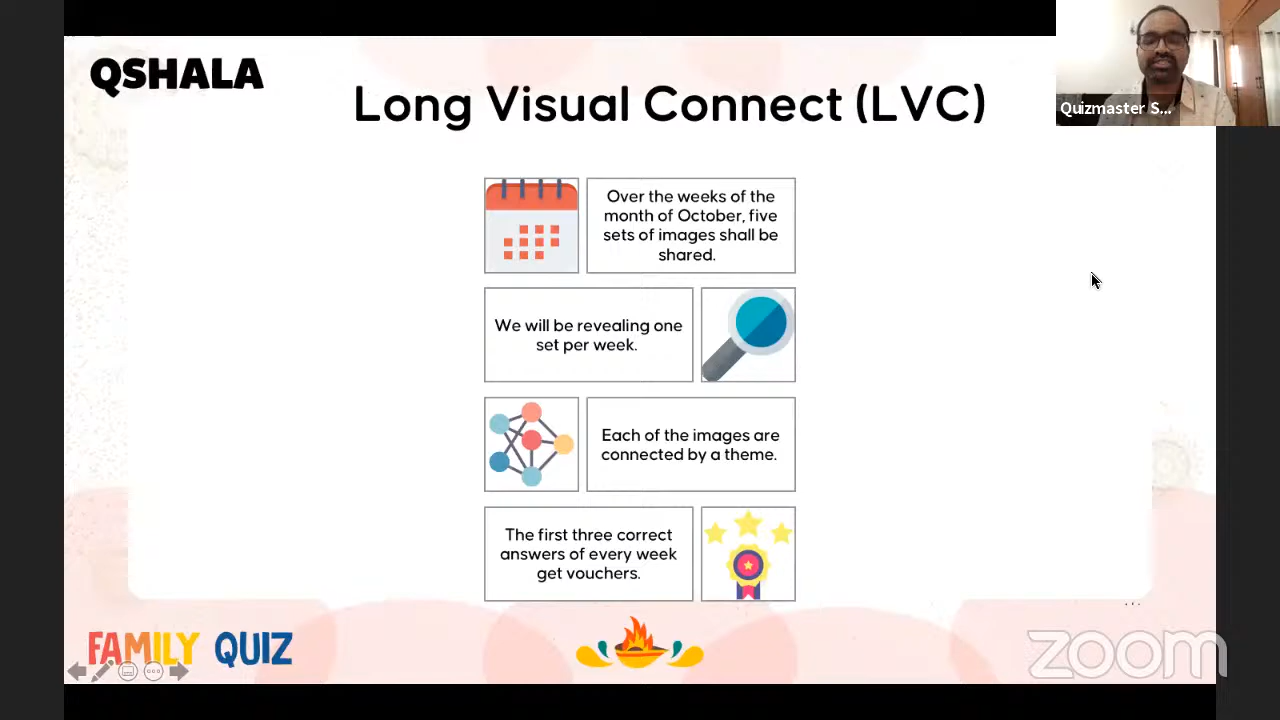 QSHALA
Long Visual Connect (LVC)
Quizmaster S...
Over the weeks of the
month of October, five
sets of images shall be
shared.
We will be revealing one
set per week.
Each of the images are
connected by a theme.
The first three correct
answers of every week
get vouchers.
FAMILY QUIZ
zoom